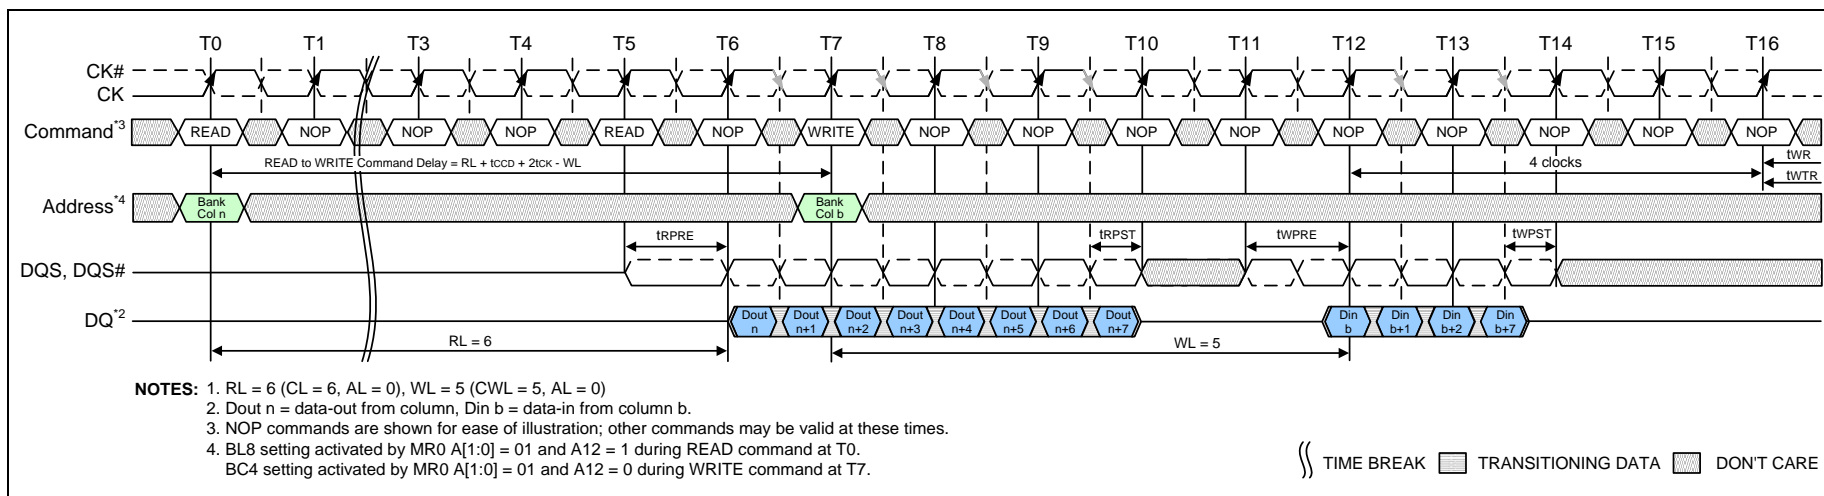 T0 T1 T3 T4 T5 T6 T7 T8 T9 T10 T11 T12 T13 T14 T15 T16
CK#
CK
Command*3 READ NOP NOP NOP READ NOP WRITE NOP NOP NOP NOP NOP NOP NOP NOP NOP
READ to WRITE Command Delay = RL + tCCD + 2tCK - WL 4 clocks tWR
tWTR
Address*4 Bank Col n Bank Col b
tRPRE tRPST tWPRE tWPST
DQS, DQS#
DQ*2 Dout n Dout n+1 Dout n+2 Dout n+3 Dout n+4 Dout n+5 Dout n+6 Dout n+7 Din b Din b+1 Din b+2 Din b+7
RL = 6 WL = 5
NOTES: 1. RL = 6 (CL = 6, AL = 0), WL = 5 (CWL = 5, AL = 0)
2. Dout n = data-out from column, Din b = data-in from column b.
3. NOP commands are shown for ease of illustration; other commands may be valid at these times.
4. BL8 setting activated by MR0 A[1:0] = 01 and A12 = 1 during READ command at T0.
BC4 setting activated by MR0 A[1:0] = 01 and A12 = 0 during WRITE command at T7.
TIME BREAK TRANSITIONING DATA DON'T CARE